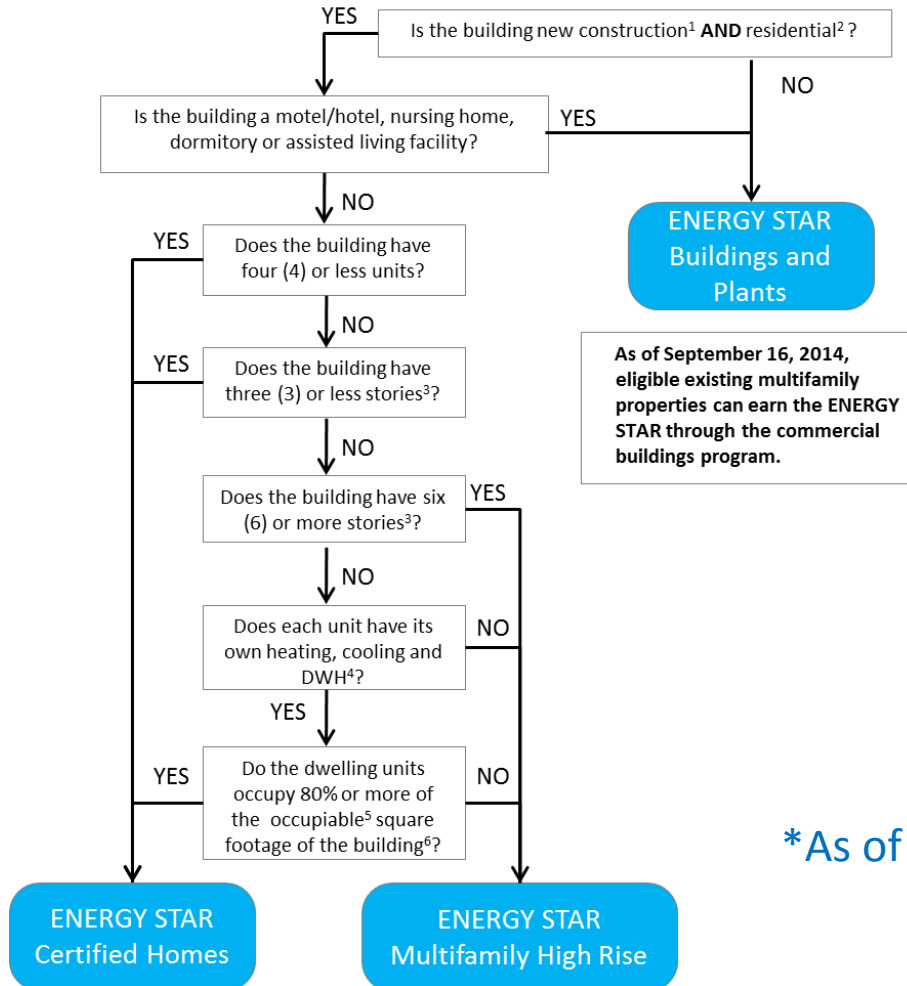 YES
Is the building new construction¹ AND residential² ?
NO
Is the building a motel/hotel, nursing home,
dormitory or assisted living facility?
YES
NO
ENERGY STAR
Buildings and
Plants
YES
Does the building have
four (4) or less units?
NO
As of September 16, 2014,
eligible existing multifamily
properties can earn the ENERGY
STAR through the commercial
buildings program.
YES
Does the building have
three (3) or less stories³?
NO
Does the building have six
(6) or more stories³?
YES
NO
Does each unit have its
own heating, cooling and
DWH⁴?
NO
YES
YES
Do the dwelling units
occupy 80% or more of
the occupiable⁵ square
footage of the building⁶?
NO
*As of
ENERGY STAR
Certified Homes
ENERGY STAR
Multifamily High Rise